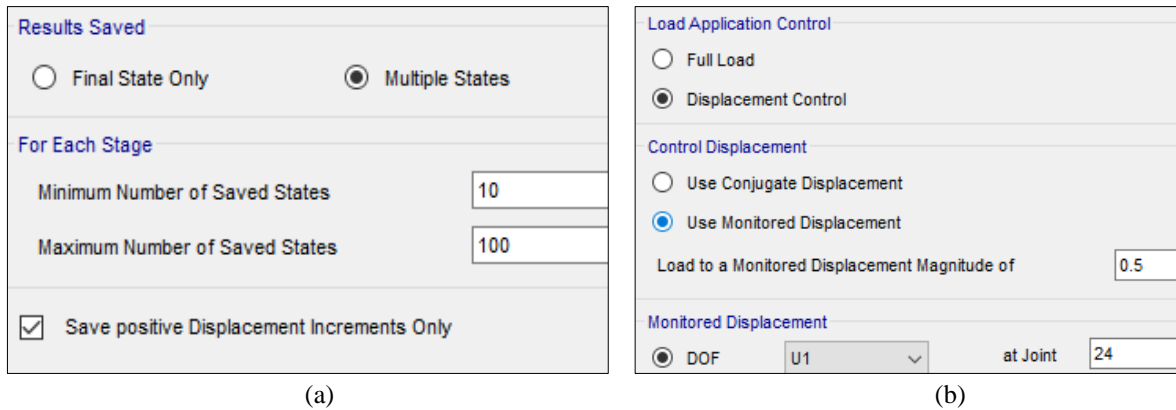 Results Saved
Final State Only Multiple States
For Each Stage
Minimum Number of Saved States 10
Maximum Number of Saved States 100
Save positive Displacement Increments Only
(a)
Load Application Control
Full Load
Displacement Control
Control Displacement
Use Conjugate Displacement
Use Monitored Displacement
Load to a Monitored Displacement Magnitude of 0.5
Monitored Displacement
DOF U1 at Joint 24
(b)